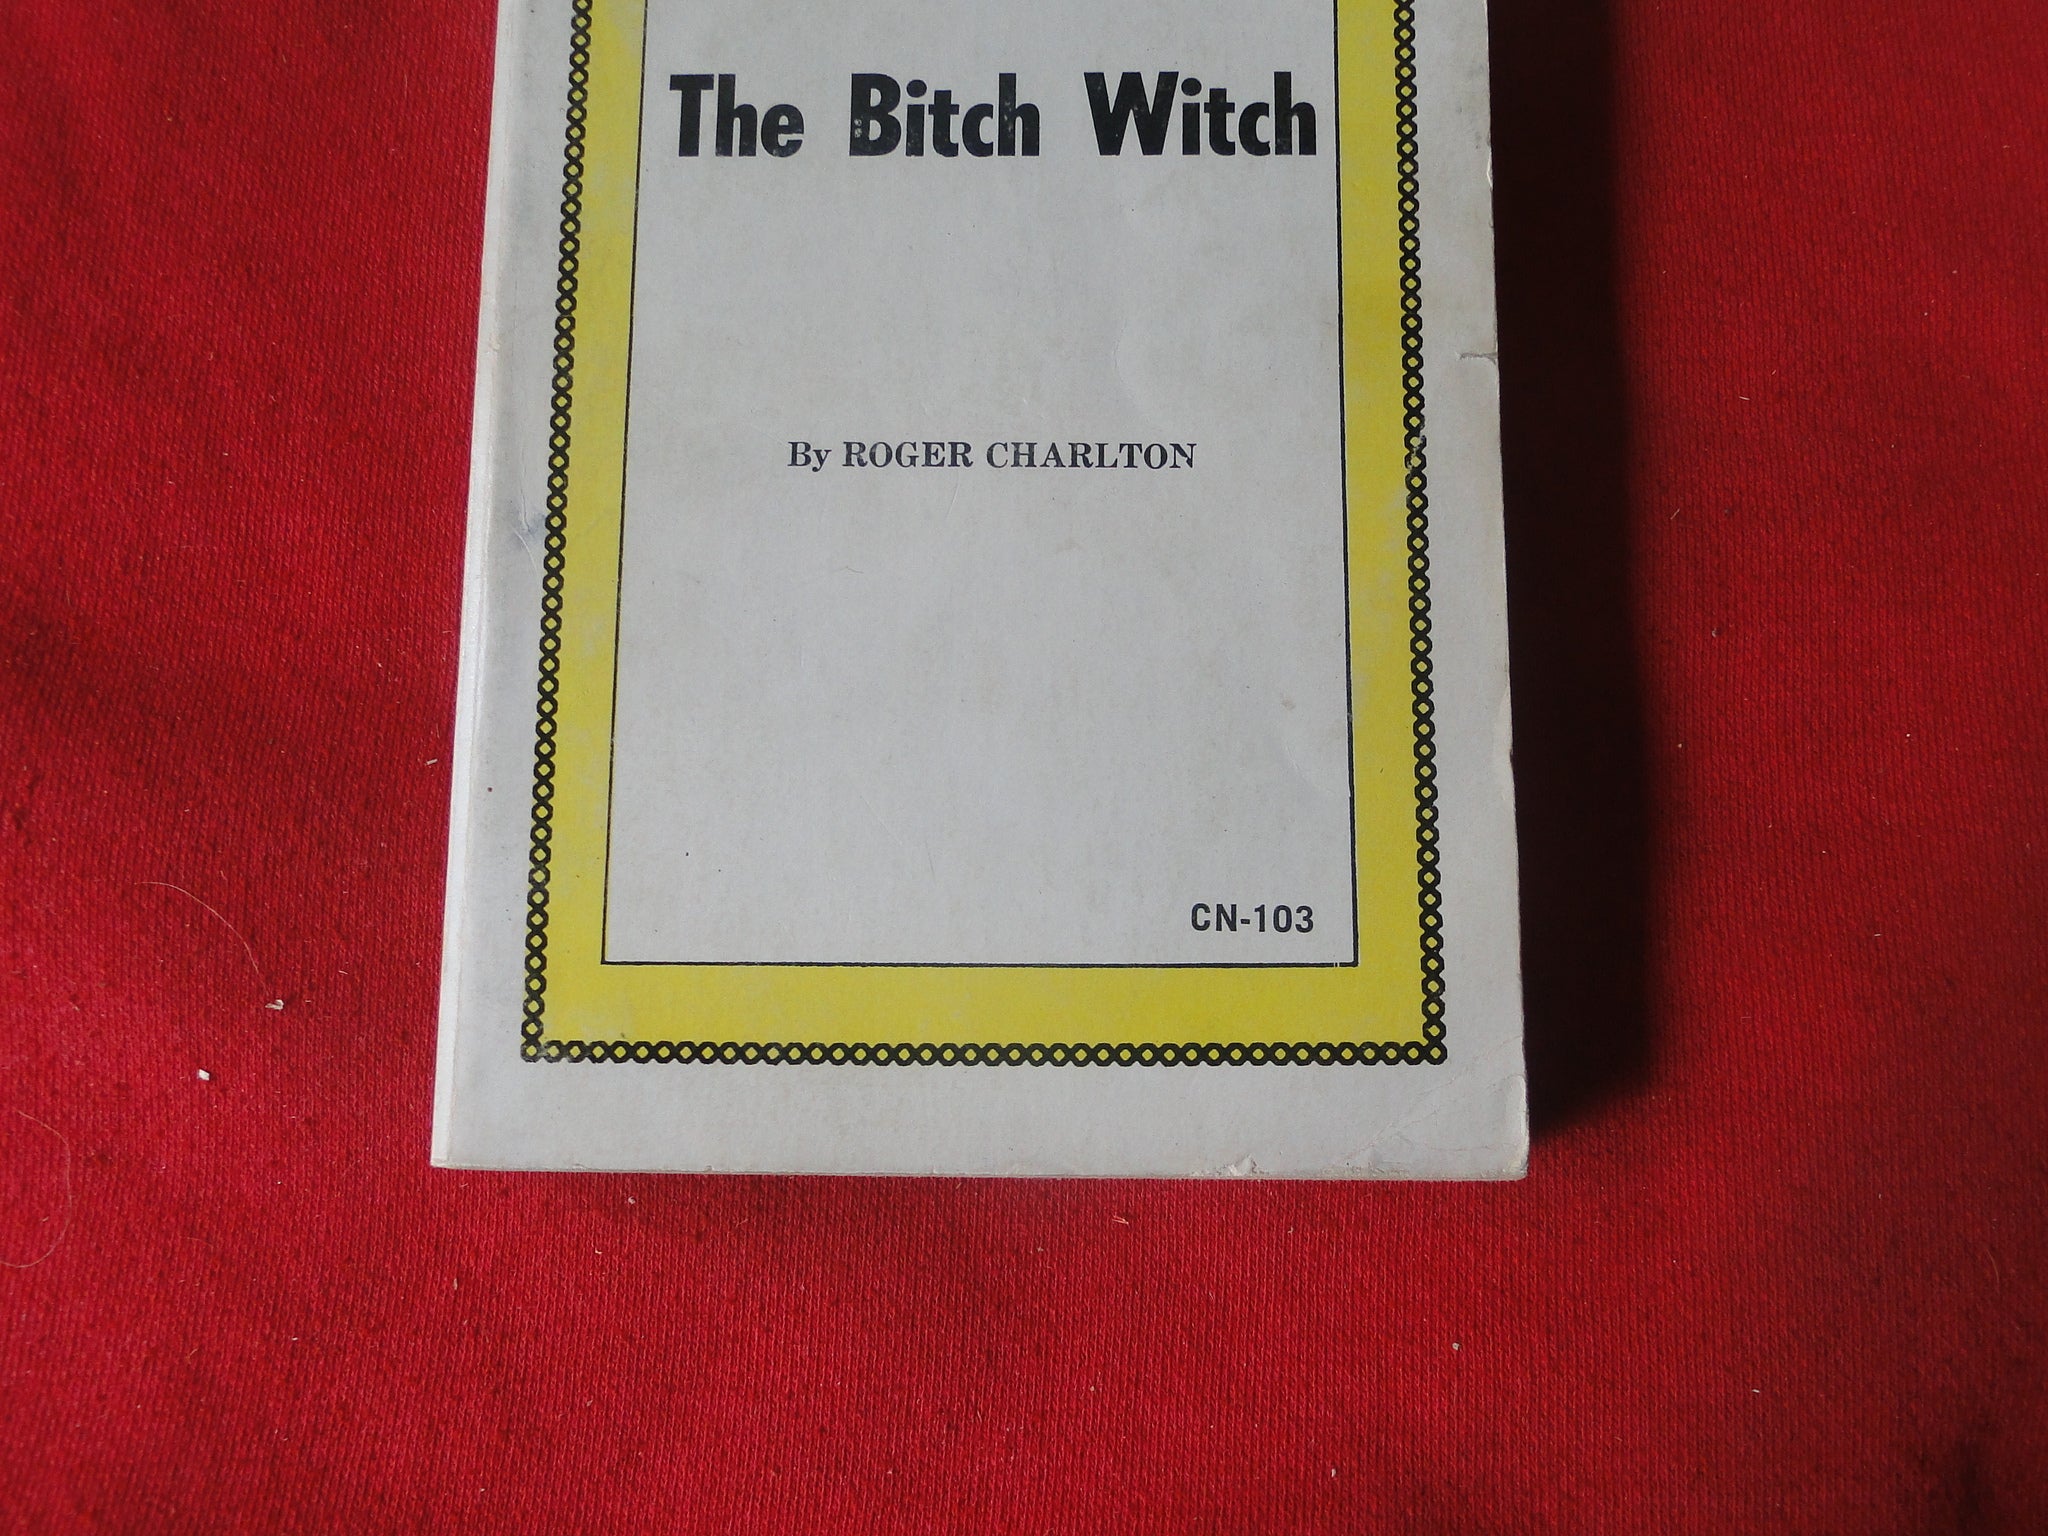 The Bitch Witch
By ROGER CHARLTON
CN-103